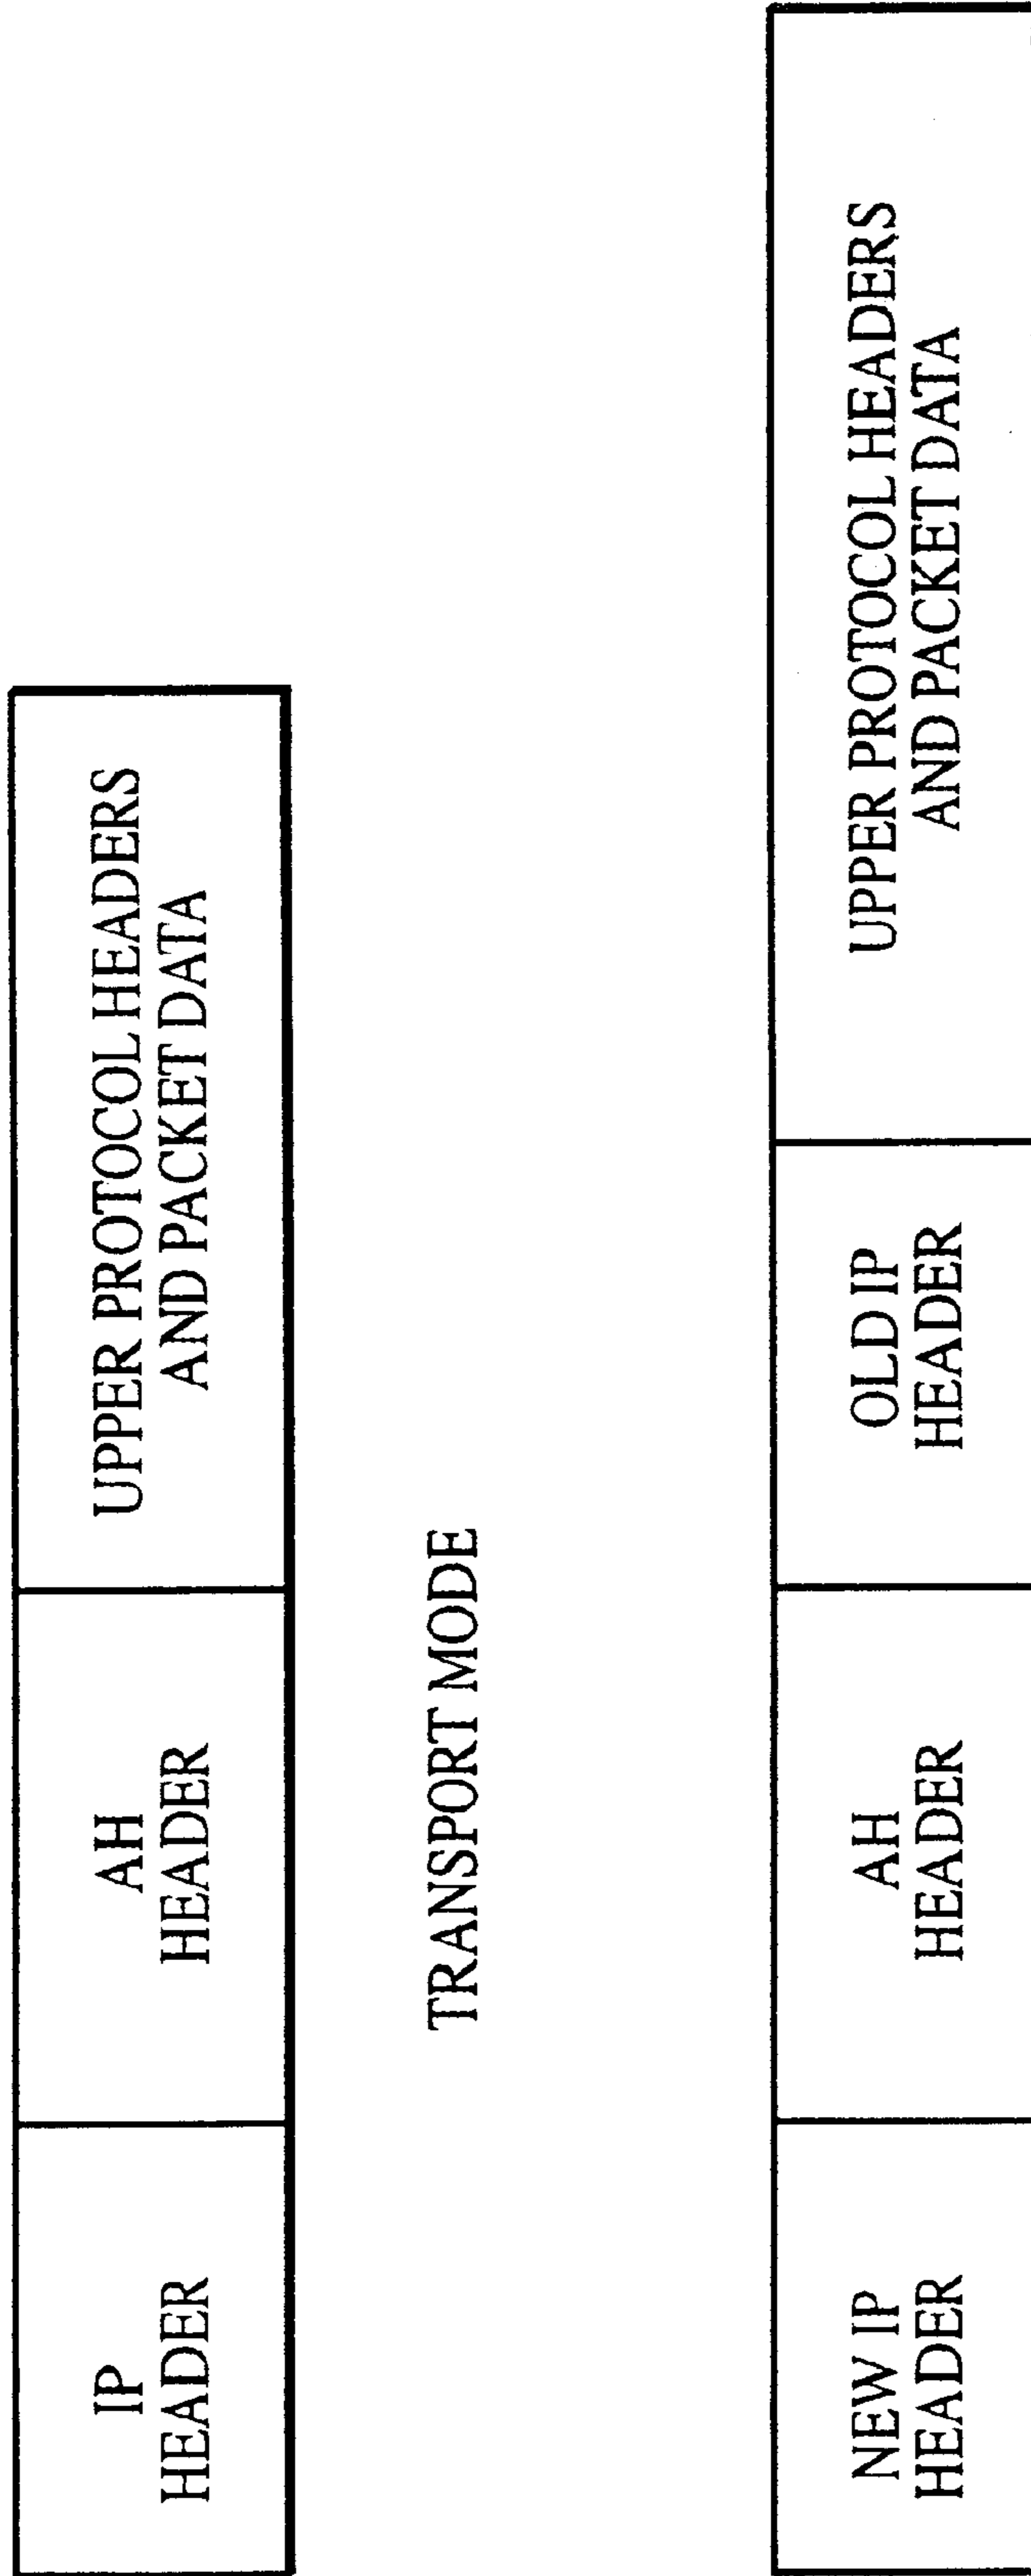 IP
HEADER
AH
HEADER
UPPER PROTOCOL HEADERS
AND PACKET DATA
TRANSPORT MODE
NEW IP
HEADER
AH
HEADER
OLD IP
HEADER
UPPER PROTOCOL HEADERS
AND PACKET DATA